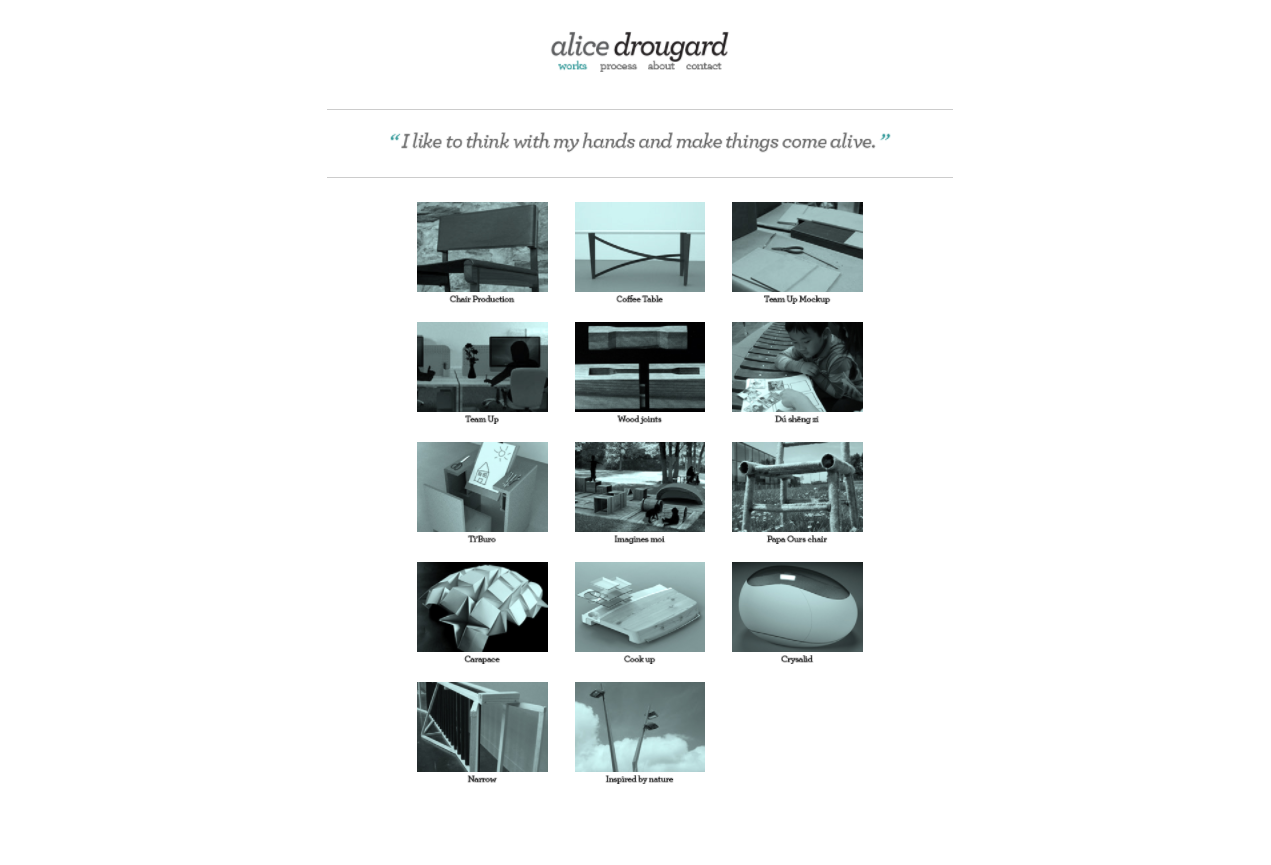 alice drougard
works process about contact
“ I like to think with my hands and make things come alive. ”
Chair Production
Coffee Table
Team Up Mockup
Team Up
Wood joints
Dú shēng zi
Ti'Buro
Imagines moi
Papa Ours chair
Carapace
Cook up
Crysalid
Narrow
Inspired by nature